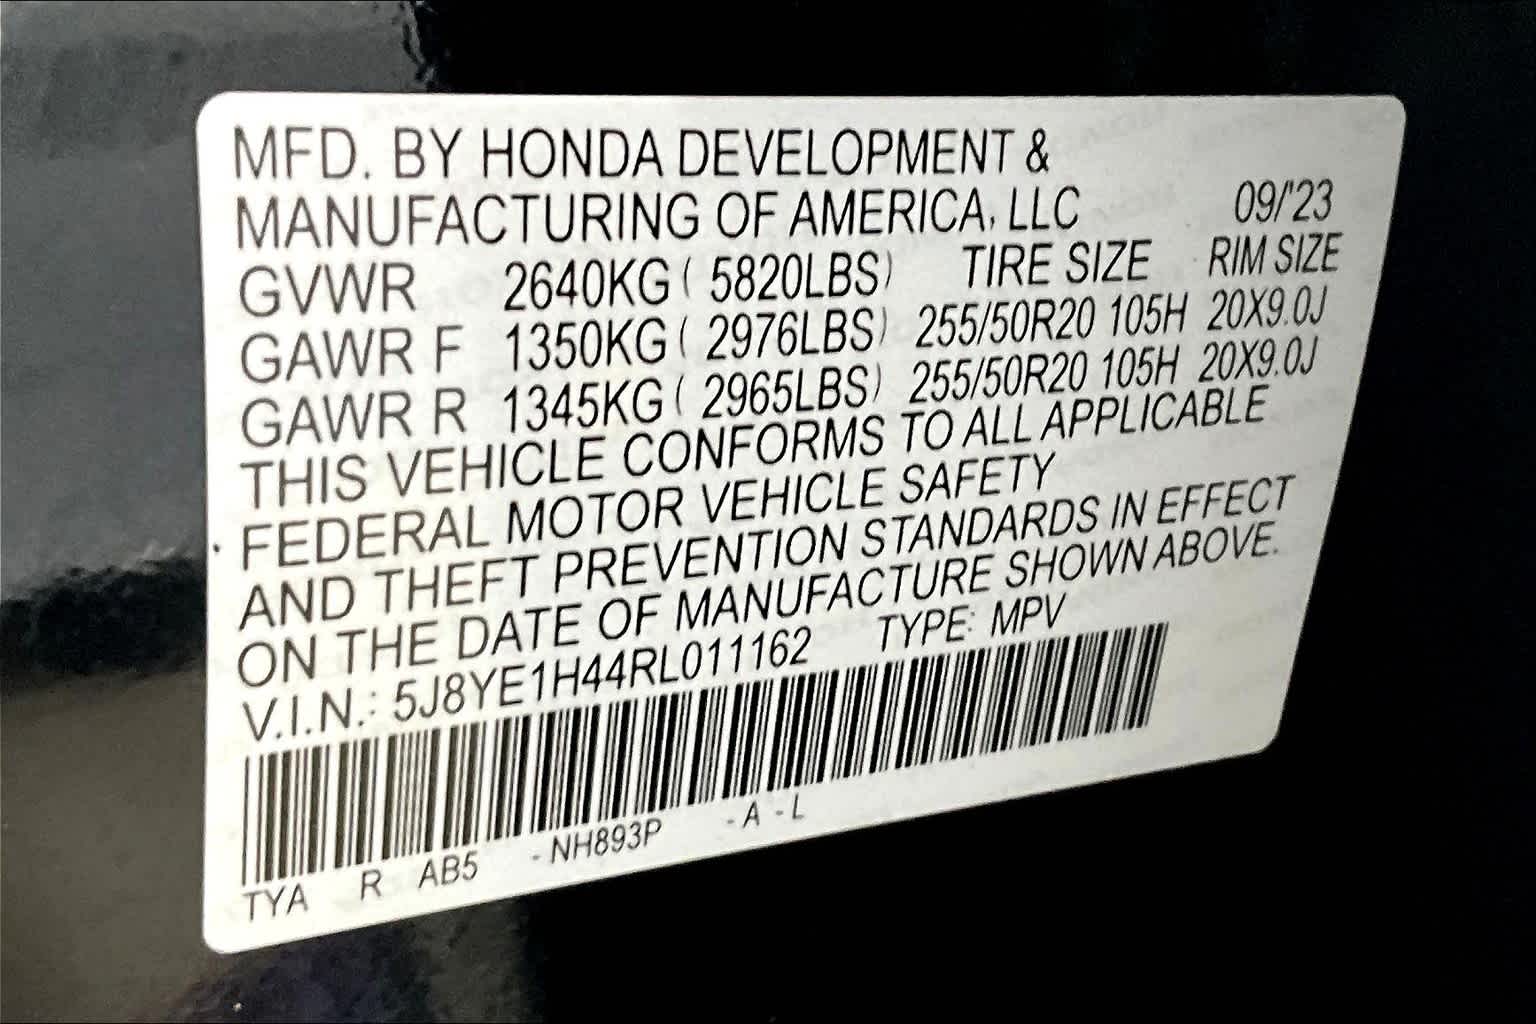 MFD. BY HONDA DEVELOPMENT &
MANUFACTURING OF AMERICA, LLC 09/'23
GVWR 2640KG ( 5820LBS) TIRE SIZE RIM SIZE
GAWR F 1350KG ( 2976LBS) 255/50R20 105H 20X9.0J
GAWR R 1345KG ( 2965LBS) 255/50R20 105H 20X9.0J
THIS VEHICLE CONFORMS TO ALL APPLICABLE
FEDERAL MOTOR VEHICLE SAFETY
AND THEFT PREVENTION STANDARDS IN EFFECT
ON THE DATE OF MANUFACTURE SHOWN ABOVE.
V.I.N.: 5J8YE1H44RL011162 TYPE: MPV
TYA R AB5 -NH893P -A -L